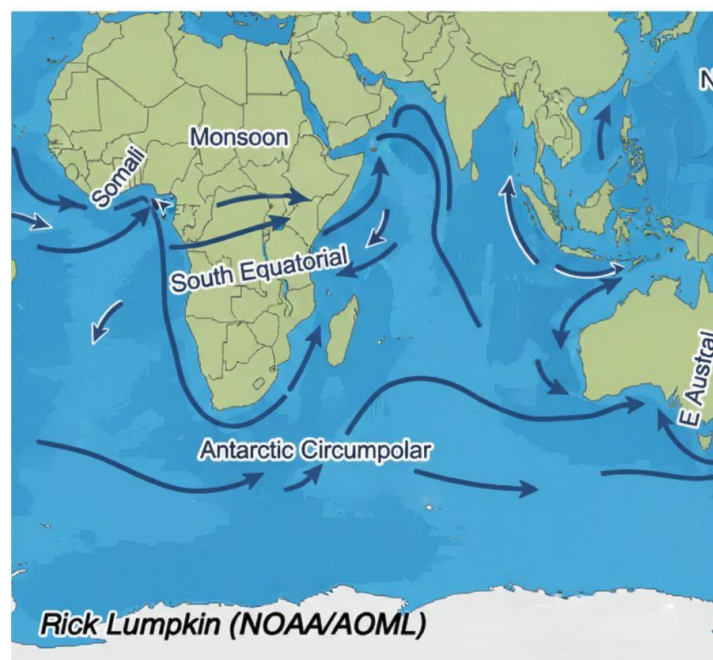 N
Monsoon
Somali
South Equatorial
E Austral
Antarctic Circumpolar
Rick Lumpkin (NOAA/AOML)